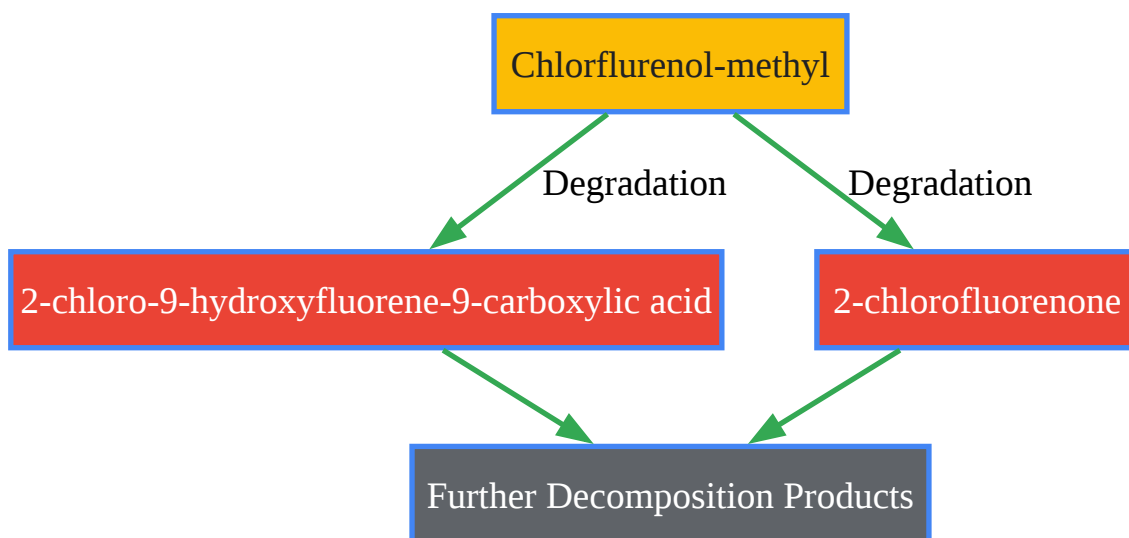 Chlorflurenol-methyl
Degradation
Degradation
2-chloro-9-hydroxyfluorene-9-carboxylic acid
2-chlorofluorenone
Further Decomposition Products